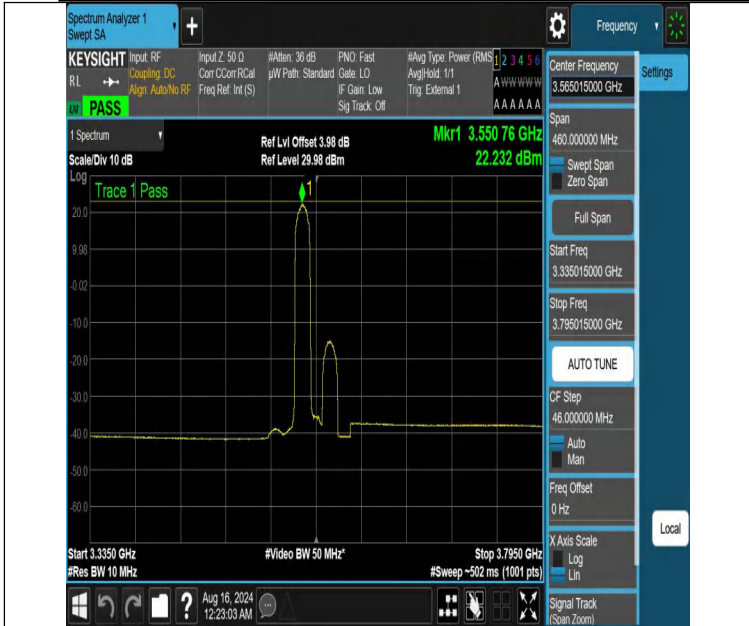 Spectrum Analyzer 1
Swept SA
Frequency
KEYSIGHT
RL
PASS
Input: RF
Coupling: DC
Align: Auto/No RF
Input Z: 50 Ω
Corr CCorr RCal
Freq Ref: Int (S)
#Atten: 36 dB
µW Path: Standard
PNO: Fast
Gate: LO
IF Gain: Low
Sig Track: Off
#Avg Type: Power (RMS
Avg|Hold: 1/1
Trig: External 1
1 2 3 4 5 6
A W W W W W
A A A A A A
1 Spectrum
Scale/Div 10 dB
Ref Lvl Offset 3.98 dB
Ref Level 29.98 dBm
Mkr1 3.550 76 GHz
22.232 dBm
Log
Trace 1 Pass
1
20.0
9.98
-0.02
-10.0
-20.0
-30.0
-40.0
-50.0
-60.0
Start 3.3350 GHz
#Res BW 10 MHz
#Video BW 50 MHz*
Stop 3.7950 GHz
#Sweep ~502 ms (1001 pts)
Aug 16, 2024
12:23:03 AM
Center Frequency
3.565015000 GHz
Settings
Span
460.000000 MHz
Swept Span
Zero Span
Full Span
Start Freq
3.335015000 GHz
Stop Freq
3.795015000 GHz
AUTO TUNE
CF Step
46.000000 MHz
Auto
Man
Freq Offset
0 Hz
X Axis Scale
Log
Lin
Local
Signal Track
(Span Zoom)